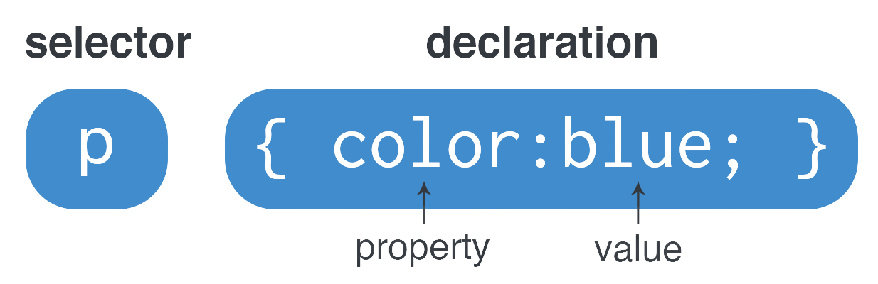 selector declaration
p { color:blue; }
property value